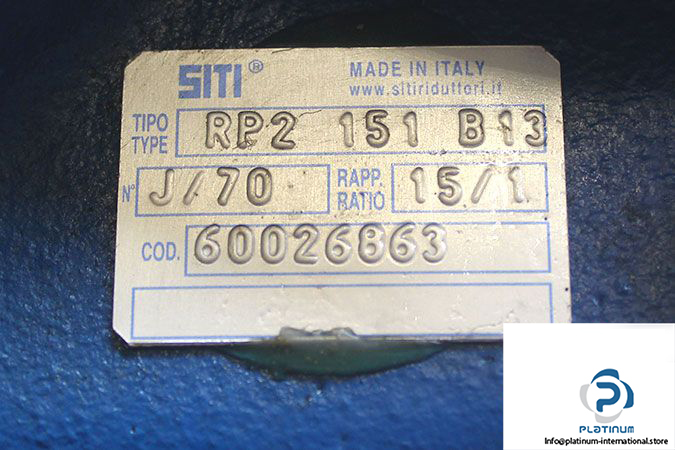 SITI® MADE IN ITALY
www.sitiriduttori.it
TIPO TYPE RP2 151 B13
N° J/70 RAPP. RATIO 15/1
COD. 60026863
PLATINUM
Info@platinum-international.store